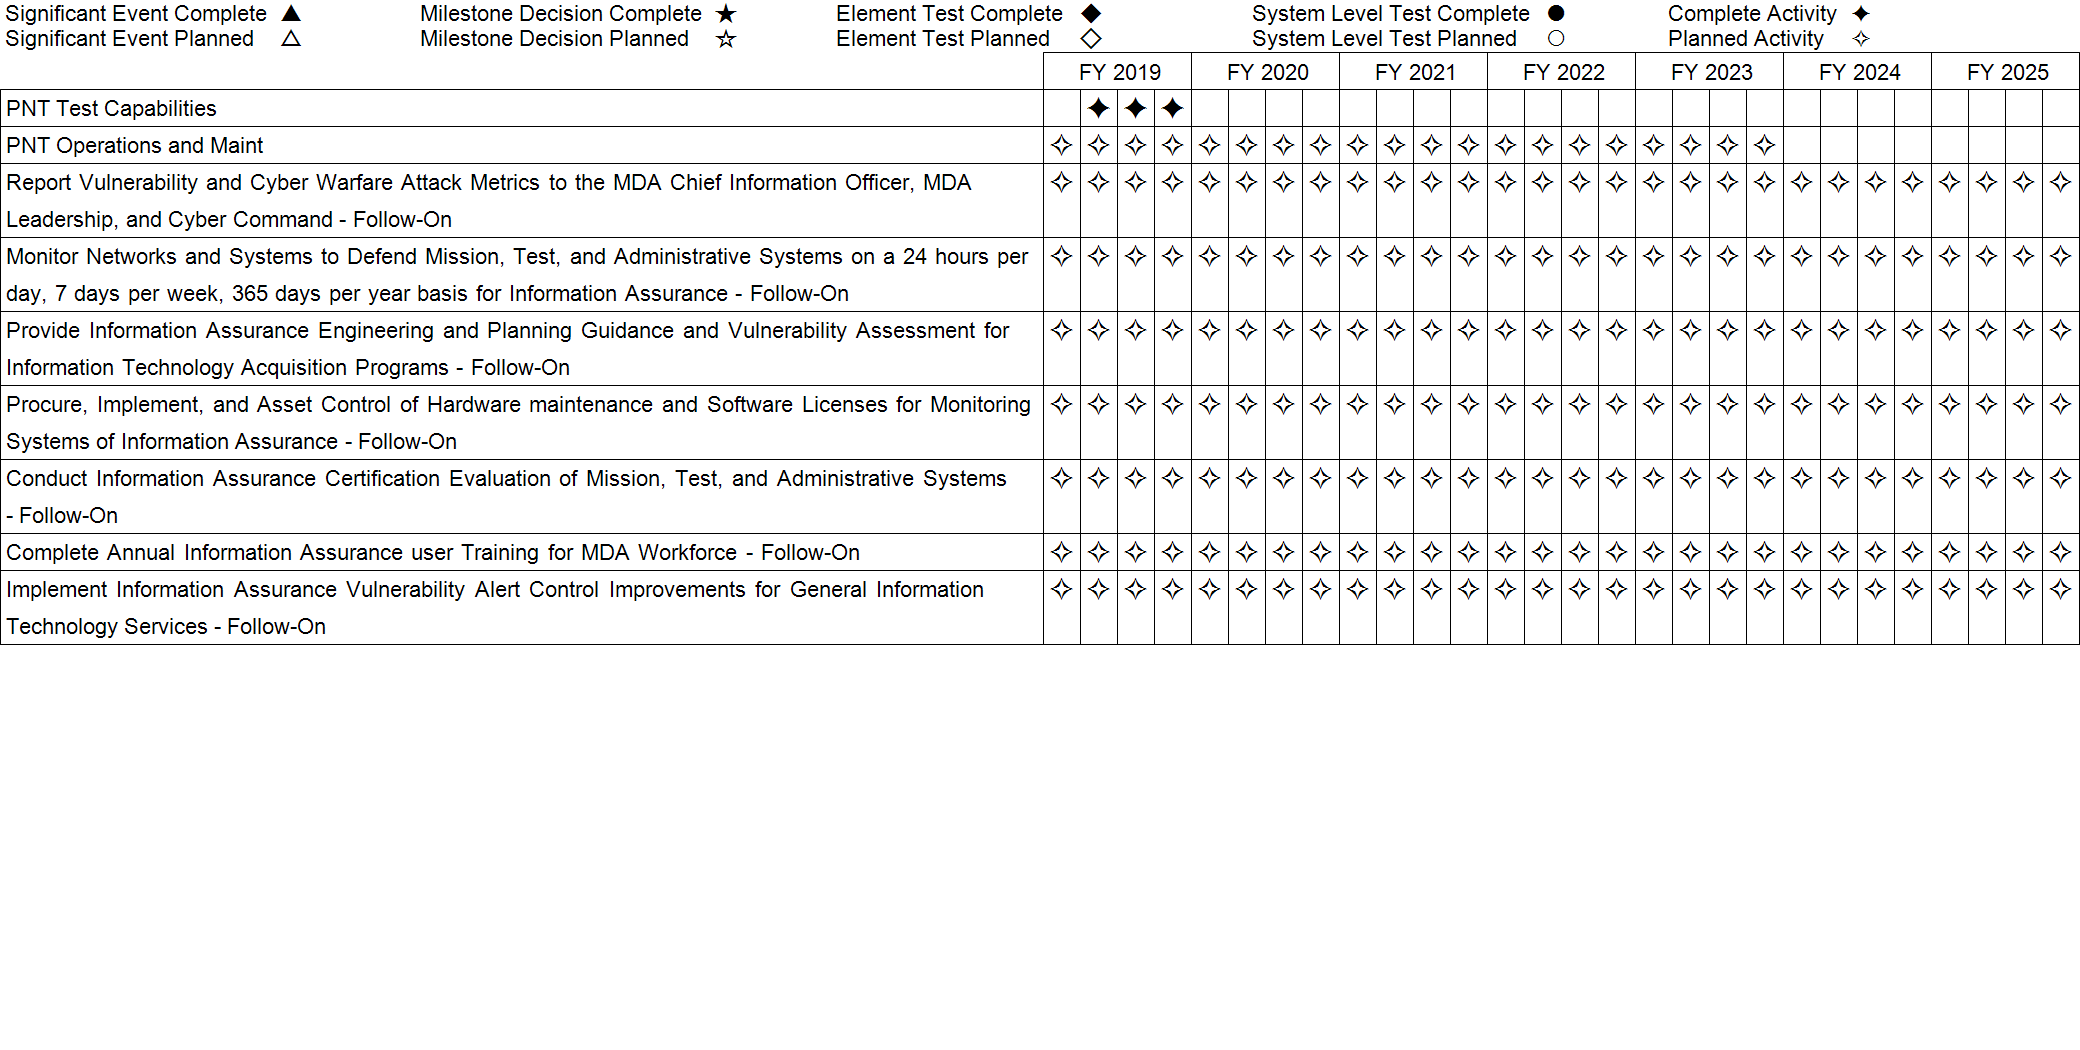 Significant Event Complete ▲ Milestone Decision Complete ★ Element Test Complete ◆ System Level Test Complete ● Complete Activity ✦
Significant Event Planned △ Milestone Decision Planned ☆ Element Test Planned ◇ System Level Test Planned ○ Planned Activity ✧
FY 2019 FY 2020 FY 2021 FY 2022 FY 2023 FY 2024 FY 2025
PNT Test Capabilities ✦ ✦ ✦
PNT Operations and Maint ✧ ✧ ✧ ✧ ✧ ✧ ✧ ✧ ✧ ✧ ✧ ✧ ✧ ✧ ✧ ✧ ✧ ✧ ✧ ✧
Report Vulnerability and Cyber Warfare Attack Metrics to the MDA Chief Information Officer, MDA ✧ ✧ ✧ ✧ ✧ ✧ ✧ ✧ ✧ ✧ ✧ ✧ ✧ ✧ ✧ ✧ ✧ ✧ ✧ ✧ ✧ ✧ ✧ ✧ ✧ ✧ ✧ ✧
Leadership, and Cyber Command - Follow-On
Monitor Networks and Systems to Defend Mission, Test, and Administrative Systems on a 24 hours per ✧ ✧ ✧ ✧ ✧ ✧ ✧ ✧ ✧ ✧ ✧ ✧ ✧ ✧ ✧ ✧ ✧ ✧ ✧ ✧ ✧ ✧ ✧ ✧ ✧ ✧ ✧ ✧
day, 7 days per week, 365 days per year basis for Information Assurance - Follow-On
Provide Information Assurance Engineering and Planning Guidance and Vulnerability Assessment for ✧ ✧ ✧ ✧ ✧ ✧ ✧ ✧ ✧ ✧ ✧ ✧ ✧ ✧ ✧ ✧ ✧ ✧ ✧ ✧ ✧ ✧ ✧ ✧ ✧ ✧ ✧ ✧
Information Technology Acquisition Programs - Follow-On
Procure, Implement, and Asset Control of Hardware maintenance and Software Licenses for Monitoring ✧ ✧ ✧ ✧ ✧ ✧ ✧ ✧ ✧ ✧ ✧ ✧ ✧ ✧ ✧ ✧ ✧ ✧ ✧ ✧ ✧ ✧ ✧ ✧ ✧ ✧ ✧ ✧
Systems of Information Assurance - Follow-On
Conduct Information Assurance Certification Evaluation of Mission, Test, and Administrative Systems ✧ ✧ ✧ ✧ ✧ ✧ ✧ ✧ ✧ ✧ ✧ ✧ ✧ ✧ ✧ ✧ ✧ ✧ ✧ ✧ ✧ ✧ ✧ ✧ ✧ ✧ ✧ ✧
- Follow-On
Complete Annual Information Assurance user Training for MDA Workforce - Follow-On ✧ ✧ ✧ ✧ ✧ ✧ ✧ ✧ ✧ ✧ ✧ ✧ ✧ ✧ ✧ ✧ ✧ ✧ ✧ ✧ ✧ ✧ ✧ ✧ ✧ ✧ ✧ ✧
Implement Information Assurance Vulnerability Alert Control Improvements for General Information ✧ ✧ ✧ ✧ ✧ ✧ ✧ ✧ ✧ ✧ ✧ ✧ ✧ ✧ ✧ ✧ ✧ ✧ ✧ ✧ ✧ ✧ ✧ ✧ ✧ ✧ ✧ ✧
Technology Services - Follow-On